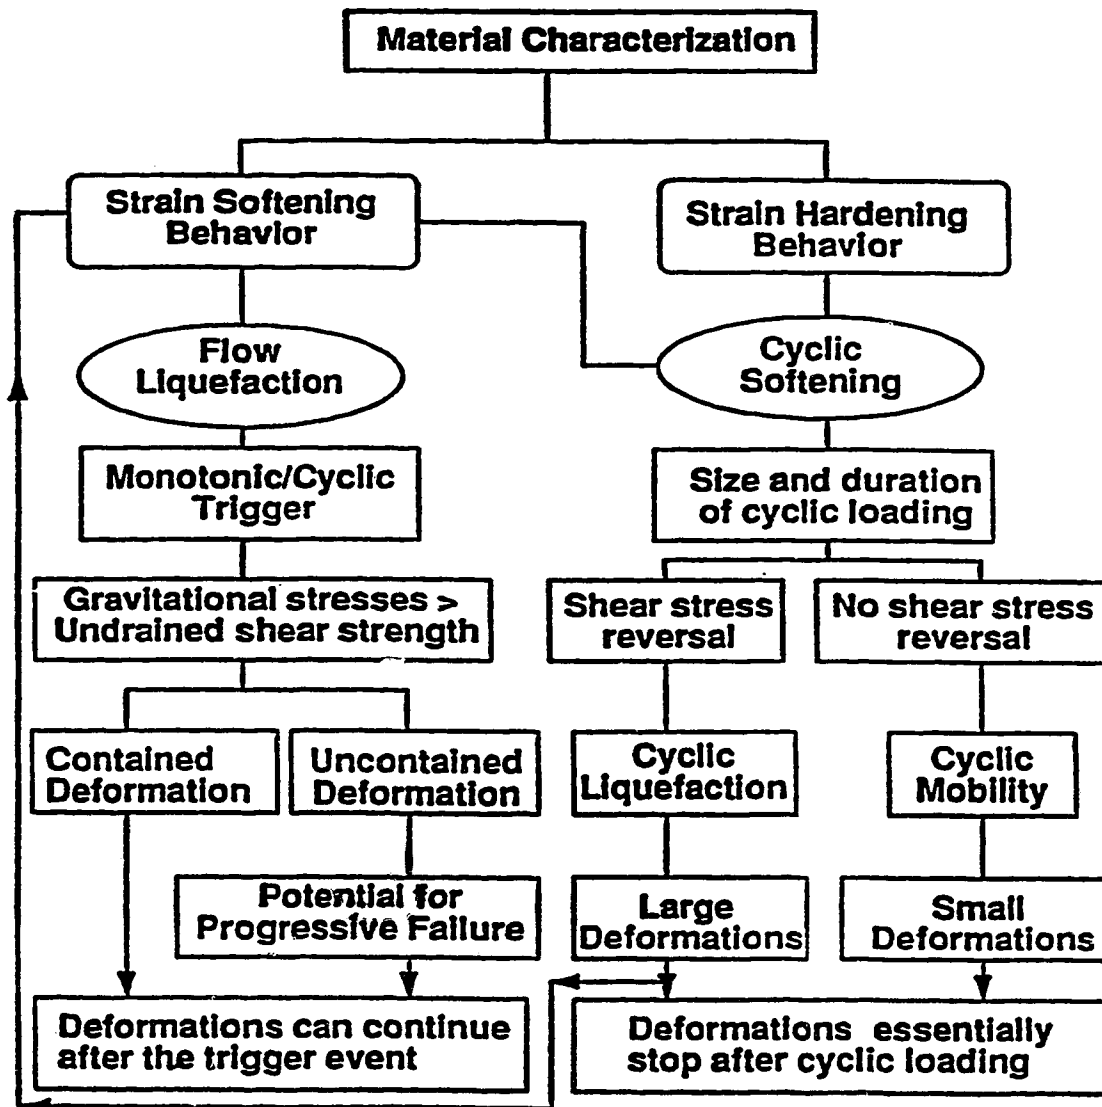 Material Characterization
Strain Softening
Behavior
Strain Hardening
Behavior
Flow
Liquefaction
Cyclic
Softening
Monotonic/Cyclic
Trigger
Size and duration
of cyclic loading
Gravitational stresses >
Undrained shear strength
Shear stress
reversal
No shear stress
reversal
Contained
Deformation
Uncontained
Deformation
Cyclic
Liquefaction
Cyclic
Mobility
Potential for
Progressive Failure
Large
Deformations
Small
Deformations
Deformations can continue
after the trigger event
Deformations essentially
stop after cyclic loading